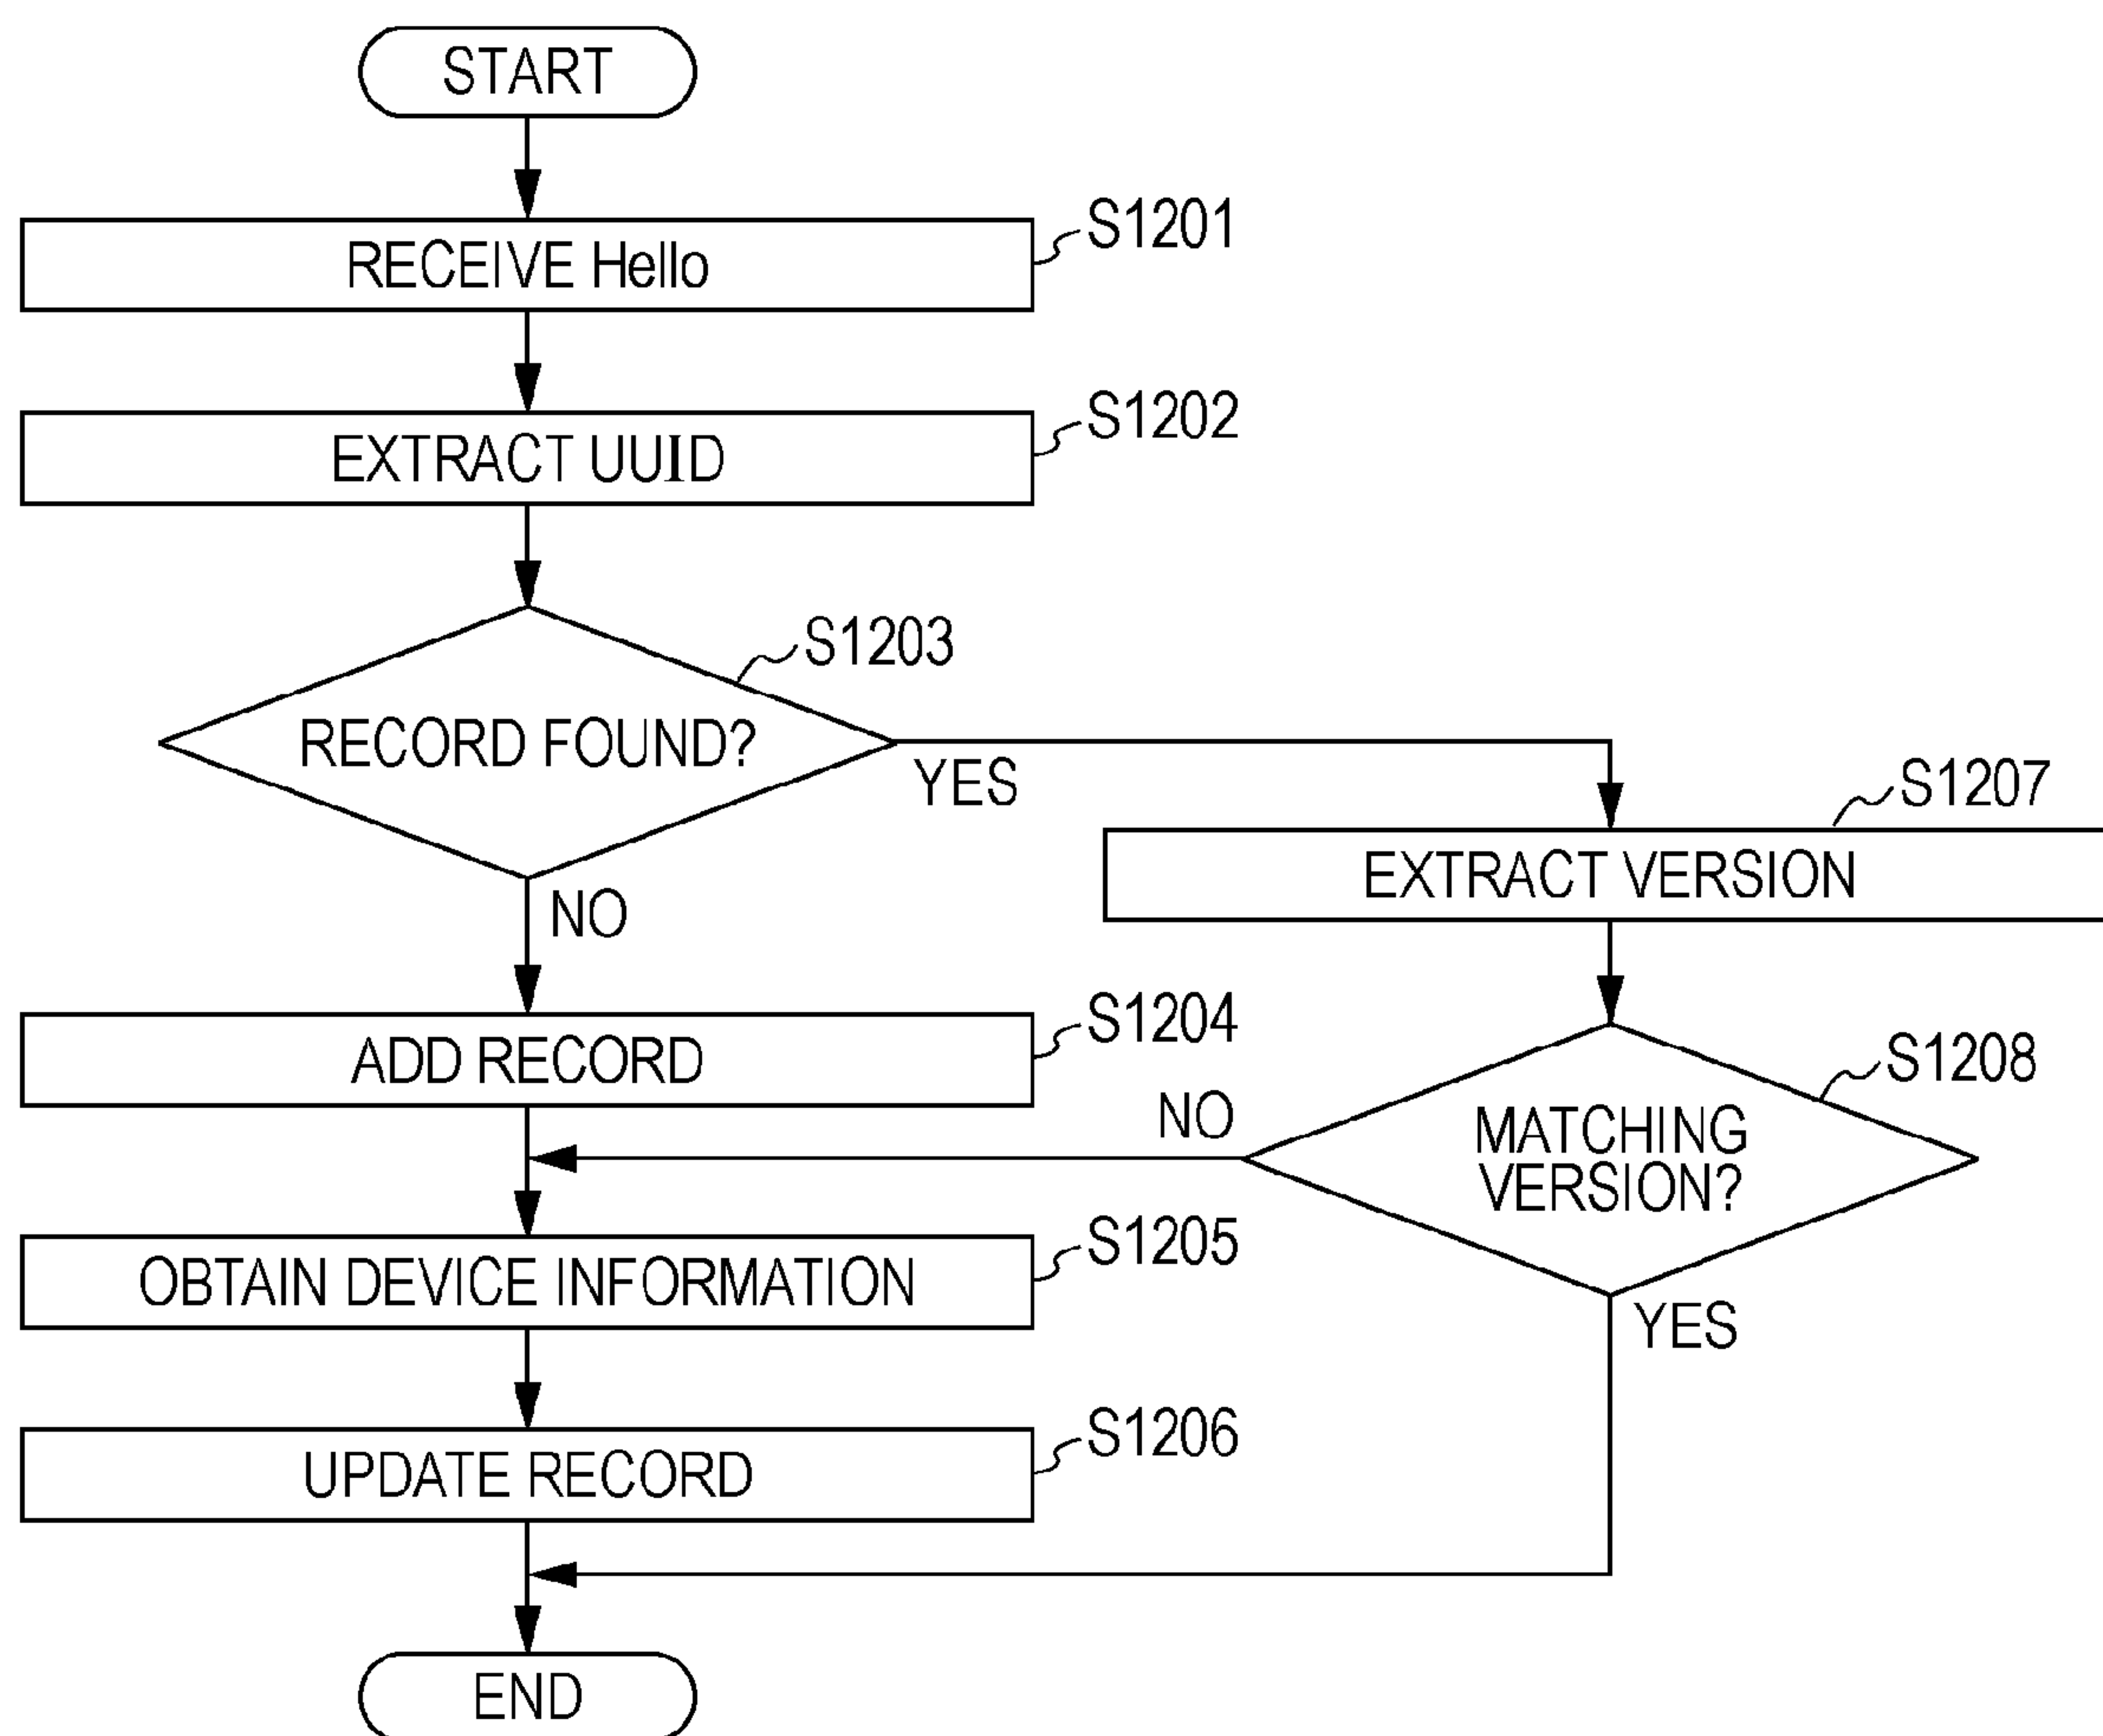 START
RECEIVE Hello
S1201
EXTRACT UUID
S1202
RECORD FOUND?
S1203
YES
NO
S1207
EXTRACT VERSION
ADD RECORD
S1204
S1208
MATCHING
VERSION?
NO
YES
OBTAIN DEVICE INFORMATION
S1205
UPDATE RECORD
S1206
END